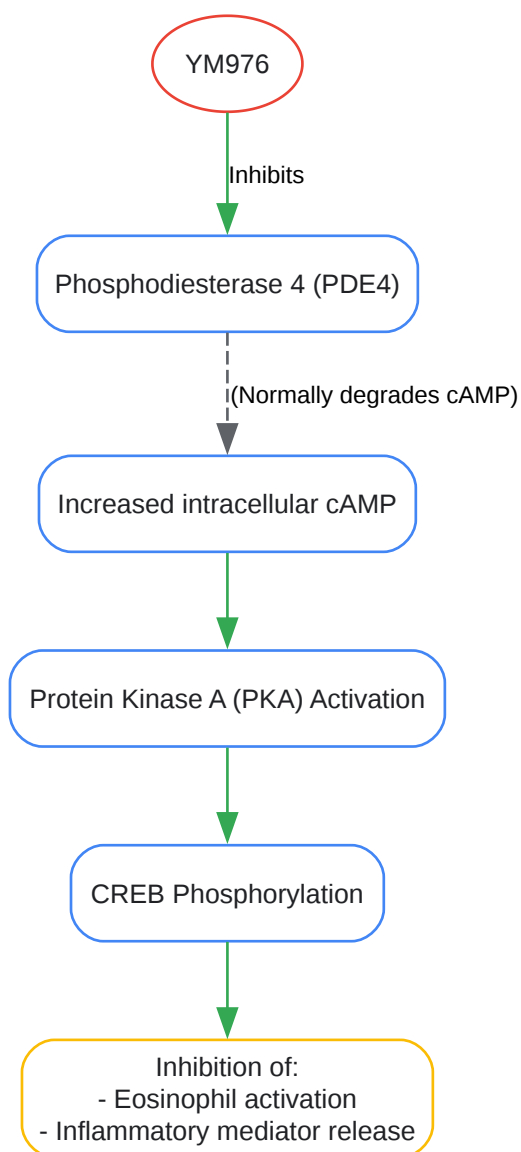 YM976
Inhibits
Phosphodiesterase 4 (PDE4)
(Normally degrades cAMP)
Increased intracellular cAMP
Protein Kinase A (PKA) Activation
CREB Phosphorylation
Inhibition of:
- Eosinophil activation
- Inflammatory mediator release